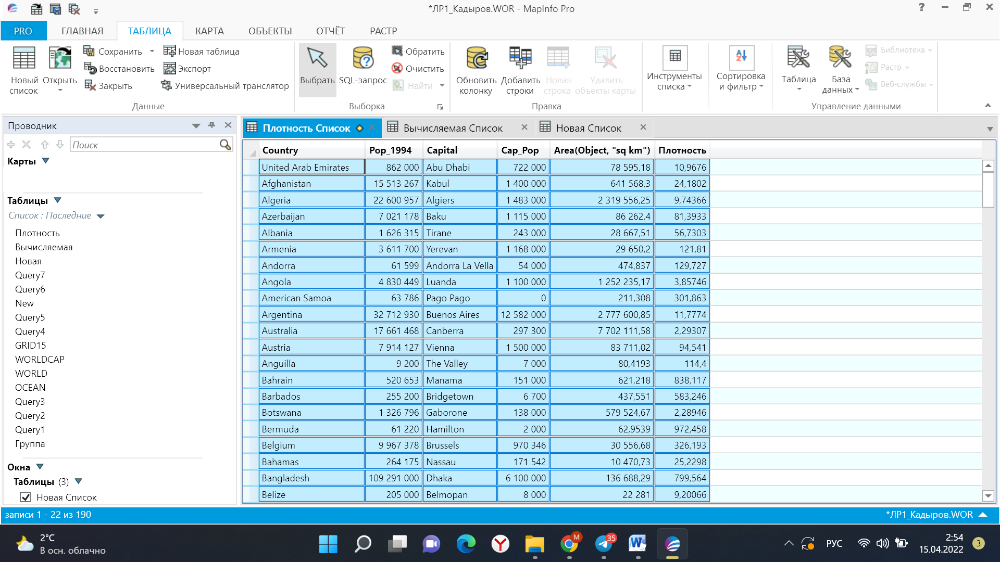 *ЛР1_Кадыров.WOR - MapInfo Pro
PRO ГЛАВНАЯ ТАБЛИЦА КАРТА ОБЪЕКТЫ ОТЧЁТ РАСТР
Новый список
Открыть
Сохранить
Восстановить
Закрыть
Новая таблица
Экспорт
Универсальный транслятор
Данные
Выбрать
SQL-запрос
Обратить
Очистить
Найти
Выборка
Обновить колонку
Добавить строки
Новая строка
Удалить объекты карты
Правка
Инструменты списка
Сортировка и фильтр
Таблица
База данных
Библиотека
Растр
Веб-службы
Управление данными
Проводник
Поиск
Карты
Таблицы
Список : Последние
Плотность
Вычисляемая
Новая
Query7
Query6
New
Query5
Query4
GRID15
WORLDCAP
WORLD
OCEAN
Query3
Query2
Query1
Группа
Окна
Таблицы (3)
Новая Список
Плотность Список Вычисляемая Список Новая Список
Country Pop_1994 Capital Cap_Pop Area(Object, "sq km") Плотность
United Arab Emirates 862 000 Abu Dhabi 722 000 78 595,18 10,9676
Afghanistan 15 513 267 Kabul 1 400 000 641 568,3 24,1802
Algeria 22 600 957 Algiers 1 483 000 2 319 556,25 9,74366
Azerbaijan 7 021 178 Baku 1 115 000 86 262,4 81,3933
Albania 1 626 315 Tirane 243 000 28 667,51 56,7303
Armenia 3 611 700 Yerevan 1 168 000 29 650,2 121,81
Andorra 61 599 Andorra La Vella 54 000 474,837 129,727
Angola 4 830 449 Luanda 1 100 000 1 252 235,17 3,85746
American Samoa 63 786 Pago Pago 0 211,308 301,863
Argentina 32 712 930 Buenos Aires 12 582 000 2 777 600,85 11,7774
Australia 17 661 468 Canberra 297 300 7 702 111,58 2,29307
Austria 7 914 127 Vienna 1 500 000 83 711,02 94,541
Anguilla 9 200 The Valley 7 000 80,4193 114,4
Bahrain 520 653 Manama 151 000 621,218 838,117
Barbados 255 200 Bridgetown 6 700 437,551 583,246
Botswana 1 326 796 Gaborone 138 000 579 524,67 2,28946
Bermuda 61 220 Hamilton 2 000 62,9539 972,458
Belgium 9 967 378 Brussels 970 346 30 556,68 326,193
Bahamas 264 175 Nassau 171 542 10 470,73 25,2298
Bangladesh 109 291 000 Dhaka 6 100 000 136 688,29 799,564
Belize 205 000 Belmopan 8 000 22 281 9,20066
записи 1 - 22 из 190
*ЛР1_Кадыров.WOR
2°C
В осн. облачно
M
35
РУС
2:54
15.04.2022
3